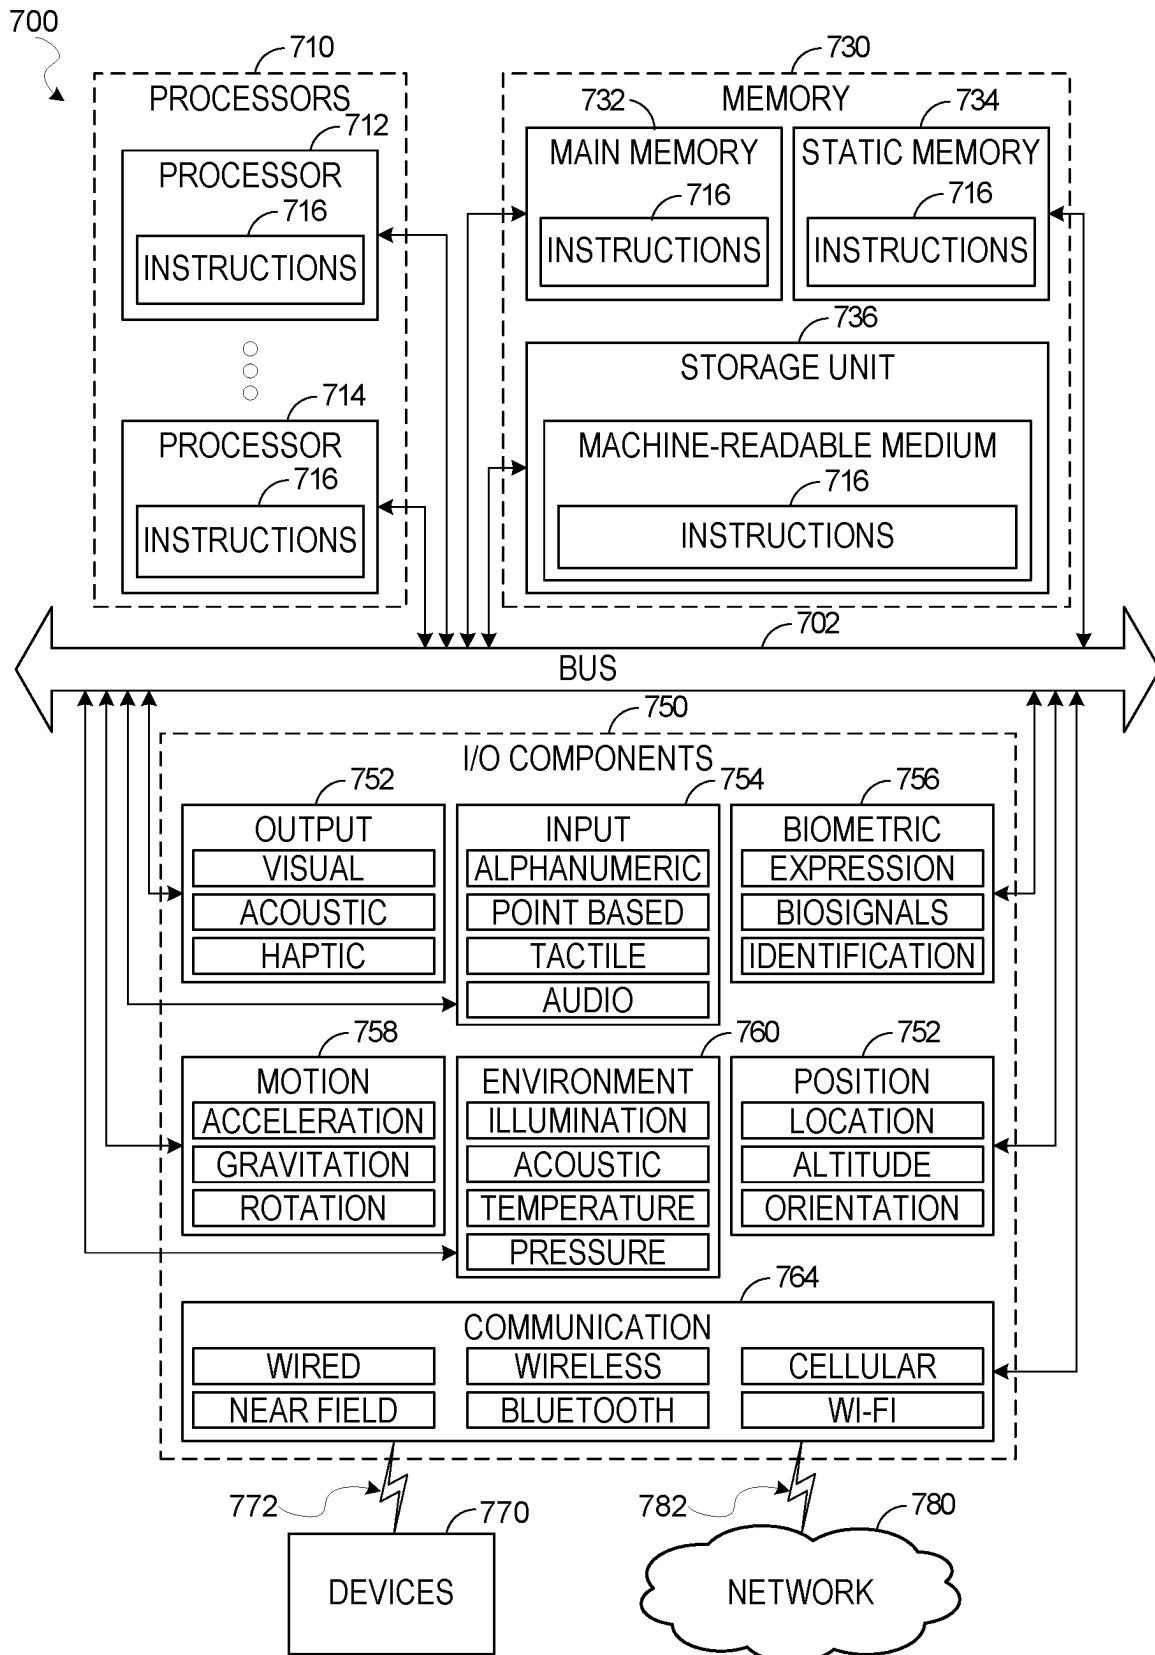 700
710
PROCESSORS
712
PROCESSOR
716
INSTRUCTIONS
714
PROCESSOR
716
INSTRUCTIONS
730
MEMORY
732
MAIN MEMORY
716
INSTRUCTIONS
734
STATIC MEMORY
716
INSTRUCTIONS
736
STORAGE UNIT
MACHINE-READABLE MEDIUM
716
INSTRUCTIONS
702
BUS
750
I/O COMPONENTS
752
OUTPUT
VISUAL
ACOUSTIC
HAPTIC
754
INPUT
ALPHANUMERIC
POINT BASED
TACTILE
AUDIO
756
BIOMETRIC
EXPRESSION
BIOSIGNALS
IDENTIFICATION
758
MOTION
ACCELERATION
GRAVITATION
ROTATION
760
ENVIRONMENT
ILLUMINATION
ACOUSTIC
TEMPERATURE
PRESSURE
752
POSITION
LOCATION
ALTITUDE
ORIENTATION
764
COMMUNICATION
WIRED
WIRELESS
CELLULAR
NEAR FIELD
BLUETOOTH
WI-FI
772
770
DEVICES
782
780
NETWORK